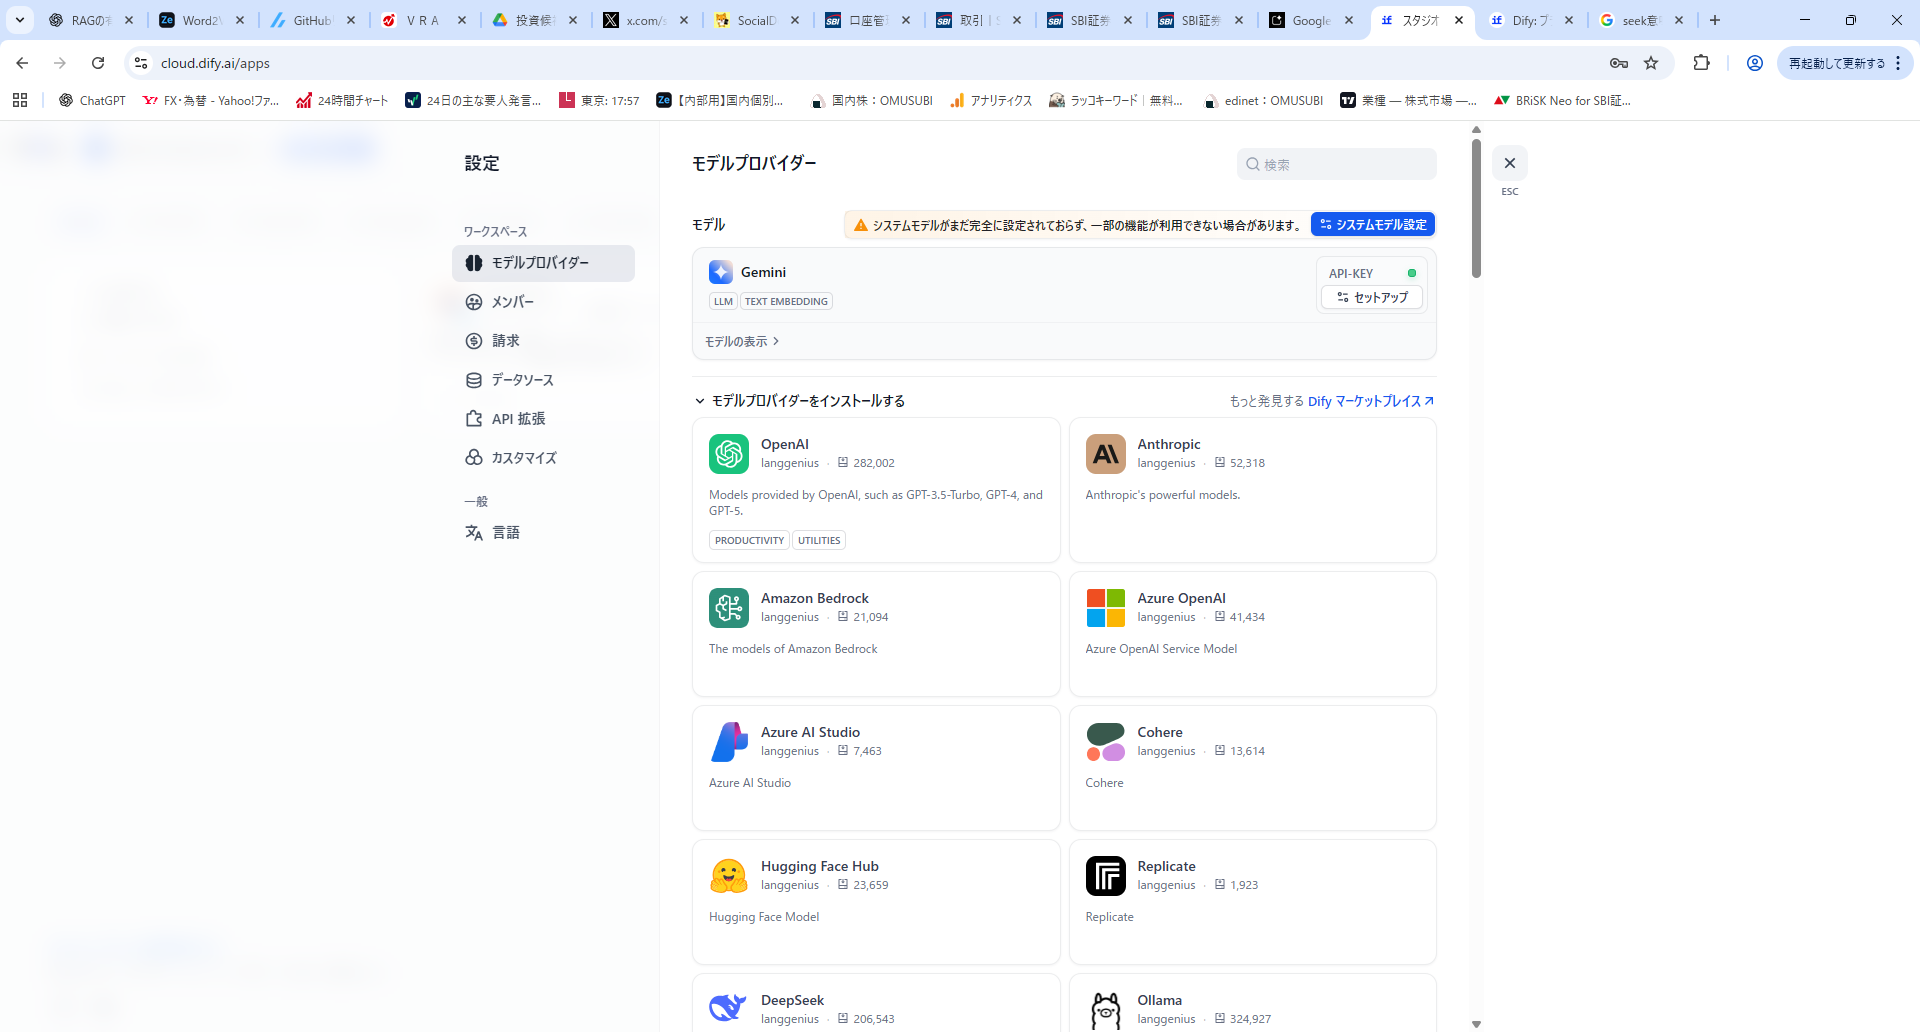 RAGの
Word2
GitHub
ＶＲＡ
投資候
x.com/s
SocialD
SBI
口座管
SBI
取引 | S
SBI
SBI証券
SBI
SBI証券
Google
スタジオ
Dify: プ
seek意
cloud.dify.ai/apps
再起動して更新する
ChatGPT
FX・為替 - Yahoo!ファ...
24時間チャート
24日の主な要人発言...
東京: 17:57
【内部用】国内個別...
国内株：OMUSUBI
アナリティクス
ラッコキーワード｜無料...
edinet：OMUSUBI
業種 — 株式市場 —...
BRiSK Neo for SBI証...
設定
ワークスペース
モデルプロバイダー
メンバー
請求
データソース
API 拡張
カスタマイズ
一般
言語
モデルプロバイダー
検索
ESC
モデル
システムモデルがまだ完全に設定されておらず、一部の機能が利用できない場合があります。
システムモデル設定
Gemini
LLM
TEXT EMBEDDING
API-KEY
セットアップ
モデルの表示
モデルプロバイダーをインストールする
もっと発見する Dify マーケットプレイス
OpenAI
langgenius · 282,002
Models provided by OpenAI, such as GPT-3.5-Turbo, GPT-4, and
GPT-5.
PRODUCTIVITY
UTILITIES
Anthropic
langgenius · 52,318
Anthropic's powerful models.
Amazon Bedrock
langgenius · 21,094
The models of Amazon Bedrock
Azure OpenAI
langgenius · 41,434
Azure OpenAI Service Model
Azure AI Studio
langgenius · 7,463
Azure AI Studio
Cohere
langgenius · 13,614
Cohere
Hugging Face Hub
langgenius · 23,659
Hugging Face Model
Replicate
langgenius · 1,923
Replicate
DeepSeek
langgenius · 206,543
Ollama
langgenius · 324,927